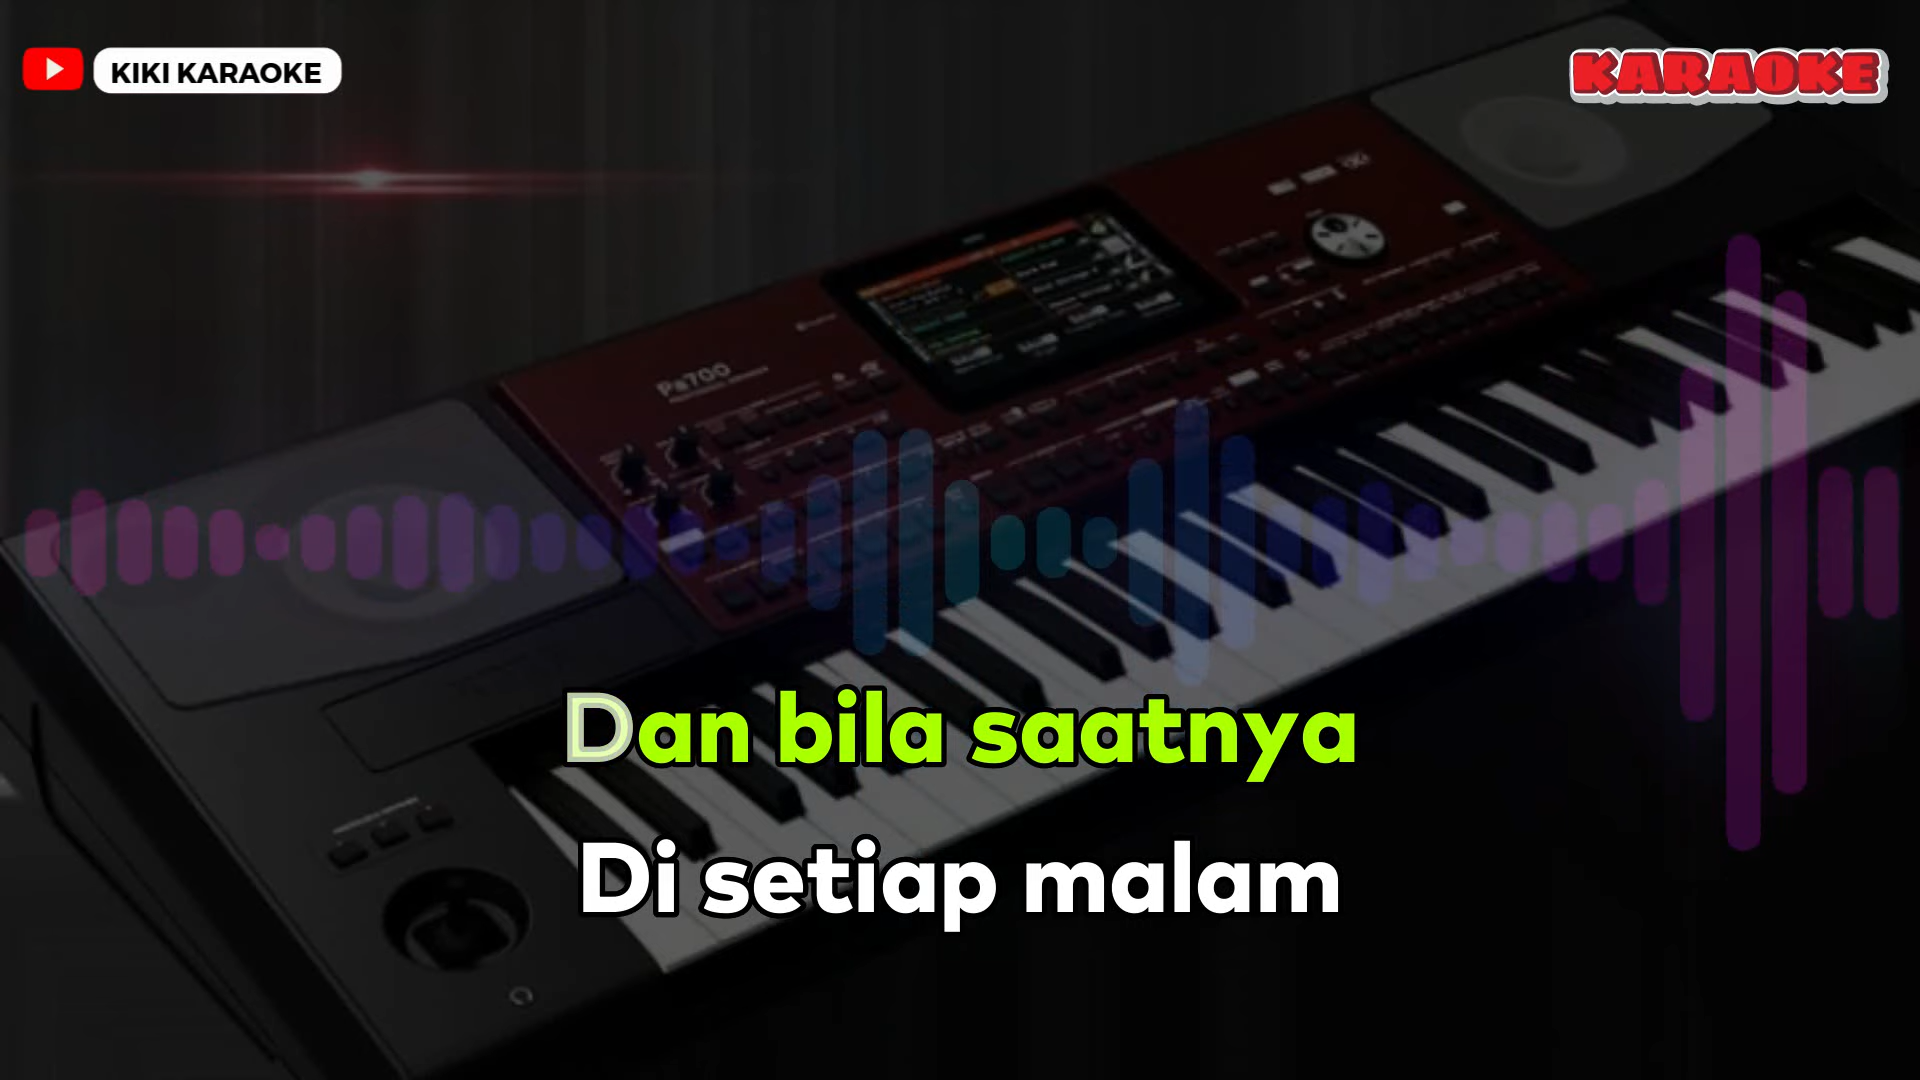 KIKI KARAOKE
KARAOKE
Pa700
Dan bila saatnya
Di setiap malam